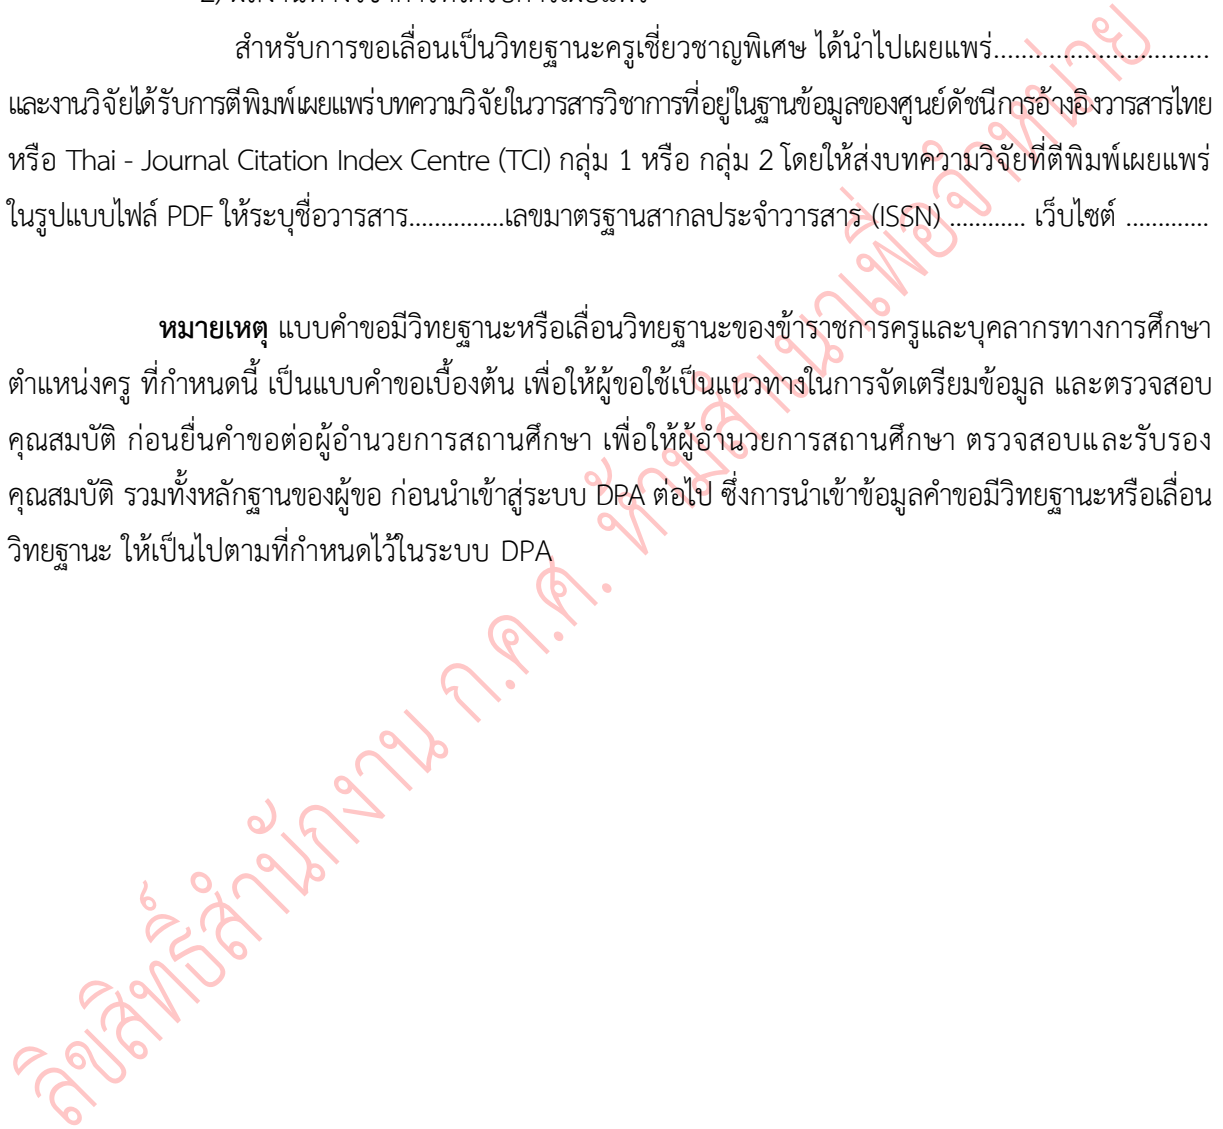 2) ผลงานทางวิชาการที่ได้รับการเผยแพร่
สำหรับการขอเลื่อนเป็นวิทยฐานะครูเชี่ยวชาญพิเศษ ได้นำไปเผยแพร่...............................
และงานวิจัยได้รับการตีพิมพ์เผยแพร่บทความวิจัยในวารสารวิชาการที่อยู่ในฐานข้อมูลของศูนย์ดัชนีการอ้างอิงวารสารไทย
หรือ Thai - Journal Citation Index Centre (TCI) กลุ่ม 1 หรือ กลุ่ม 2 โดยให้ส่งบทความวิจัยที่ตีพิมพ์เผยแพร่
ในรูปแบบไฟล์ PDF ให้ระบุชื่อวารสาร...............เลขมาตรฐานสากลประจำวารสาร (ISSN) ............ เว็บไซต์ .............
หมายเหตุ แบบคำขอมีวิทยฐานะหรือเลื่อนวิทยฐานะของข้าราชการครูและบุคลากรทางการศึกษา
ตำแหน่งครู ที่กำหนดนี้ เป็นแบบคำขอเบื้องต้น เพื่อให้ผู้ขอใช้เป็นแนวทางในการจัดเตรียมข้อมูล และตรวจสอบ
คุณสมบัติ ก่อนยื่นคำขอต่อผู้อำนวยการสถานศึกษา เพื่อให้ผู้อำนวยการสถานศึกษา ตรวจสอบและรับรอง
คุณสมบัติ รวมทั้งหลักฐานของผู้ขอ ก่อนนำเข้าสู่ระบบ DPA ต่อไป ซึ่งการนำเข้าข้อมูลคำขอมีวิทยฐานะหรือเลื่อน
วิทยฐานะ ให้เป็นไปตามที่กำหนดไว้ในระบบ DPA
ลิขสิทธิ์สำนักงาน ก.ค.ศ. ห้ามสำเนาเพื่อจำหน่าย